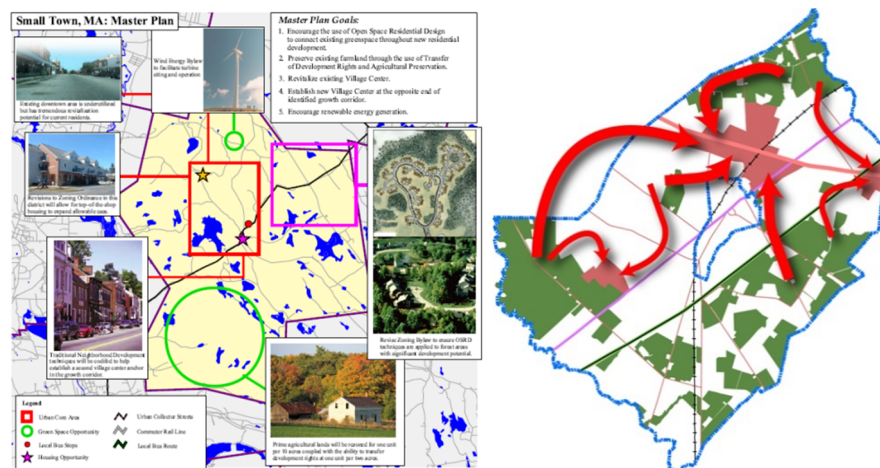 Small Town, MA: Master Plan
Master Plan Goals:
1. Encourage the use of Open Space Residential Design
to connect existing greenspace throughout new residential
development.
2. Preserve existing farmland through the use of Transfer
of Development Rights and Agricultural Preservation.
3. Revitalize existing Village Center.
4. Establish new Village Center at the opposite end of
identified growth corridor.
5. Encourage renewable energy generation.
Wind Energy Bylaw
to facilitate turbine
siting and operation
Existing downtown area is underutilized
but has tremendous revitalization
potential for current residents.
Revisions to Zoning Ordinance in this
district will allow for top-of-the-shop
housing to expand allowable uses.
Traditional Neighborhood Development
techniques will be codified to help
establish a second village center anchor
in the growth corridor.
Revise Zoning Bylaw to ensure OSRD
techniques are applied to forest areas
with significant development potential.
Prime agricultural lands will be rezoned for one unit
per 10 acres coupled with the ability to transfer
development rights at one unit per two acres.
Legend
Urban Core Area
Green Space Opportunity
Local Bus Stops
Housing Opportunity
Urban Collector Streets
Commuter Rail Line
Local Bus Route